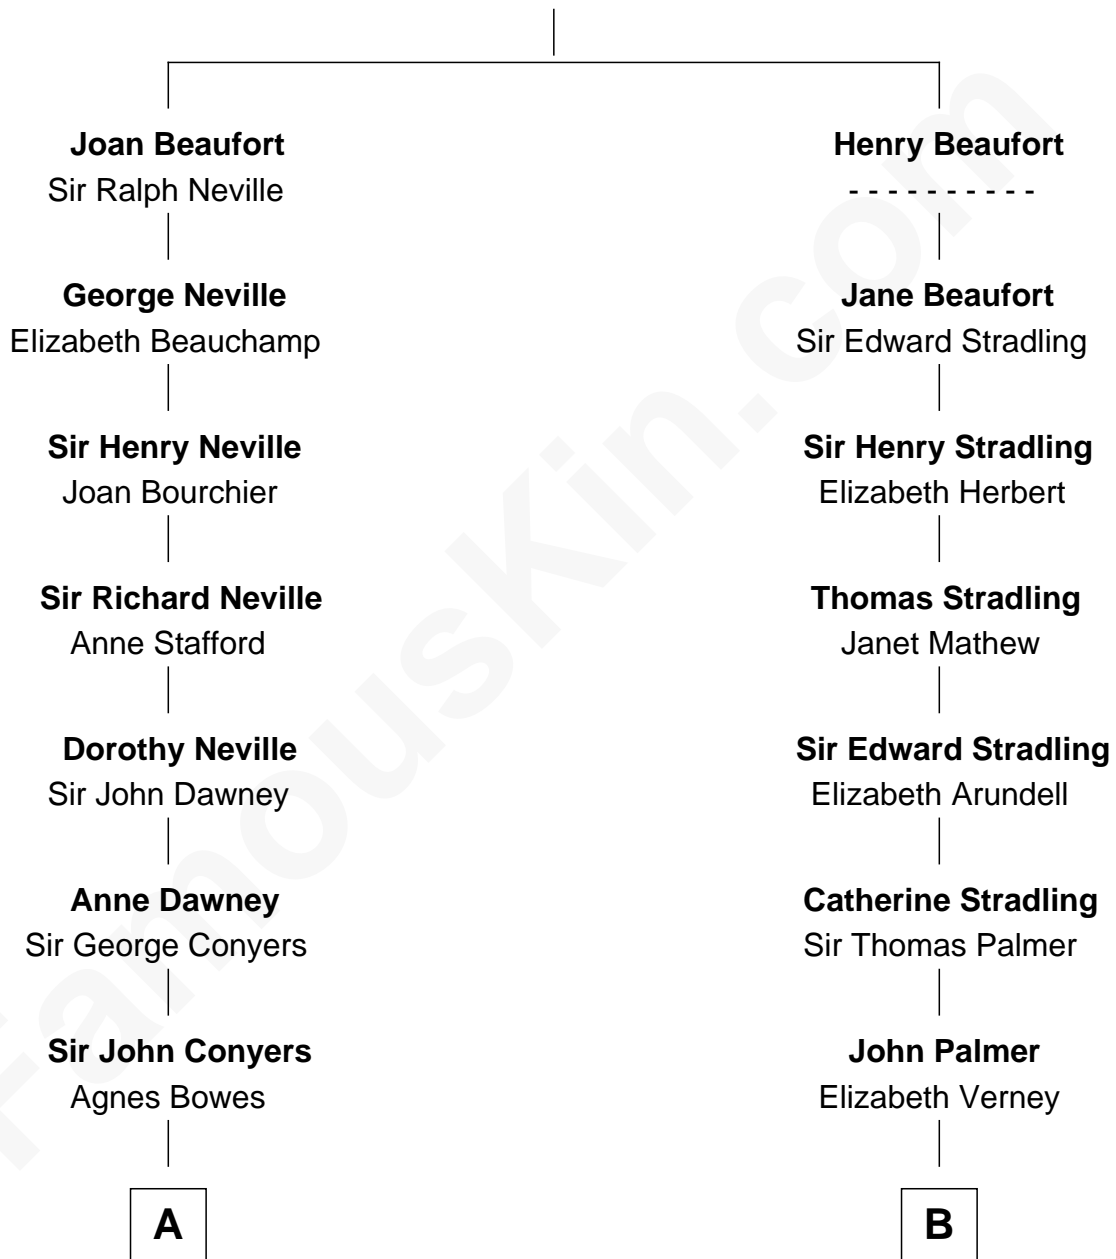 Joan Beaufort
Sir Ralph Neville
George Neville
Elizabeth Beauchamp
Sir Henry Neville
Joan Bourchier
Sir Richard Neville
Anne Stafford
Dorothy Neville
Sir John Dawney
Anne Dawney
Sir George Conyers
Sir John Conyers
Agnes Bowes
A
Henry Beaufort
- - - - - - - - - -
Jane Beaufort
Sir Edward Stradling
Sir Henry Stradling
Elizabeth Herbert
Thomas Stradling
Janet Mathew
Sir Edward Stradling
Elizabeth Arundell
Catherine Stradling
Sir Thomas Palmer
John Palmer
Elizabeth Verney
B
FamousKin.com